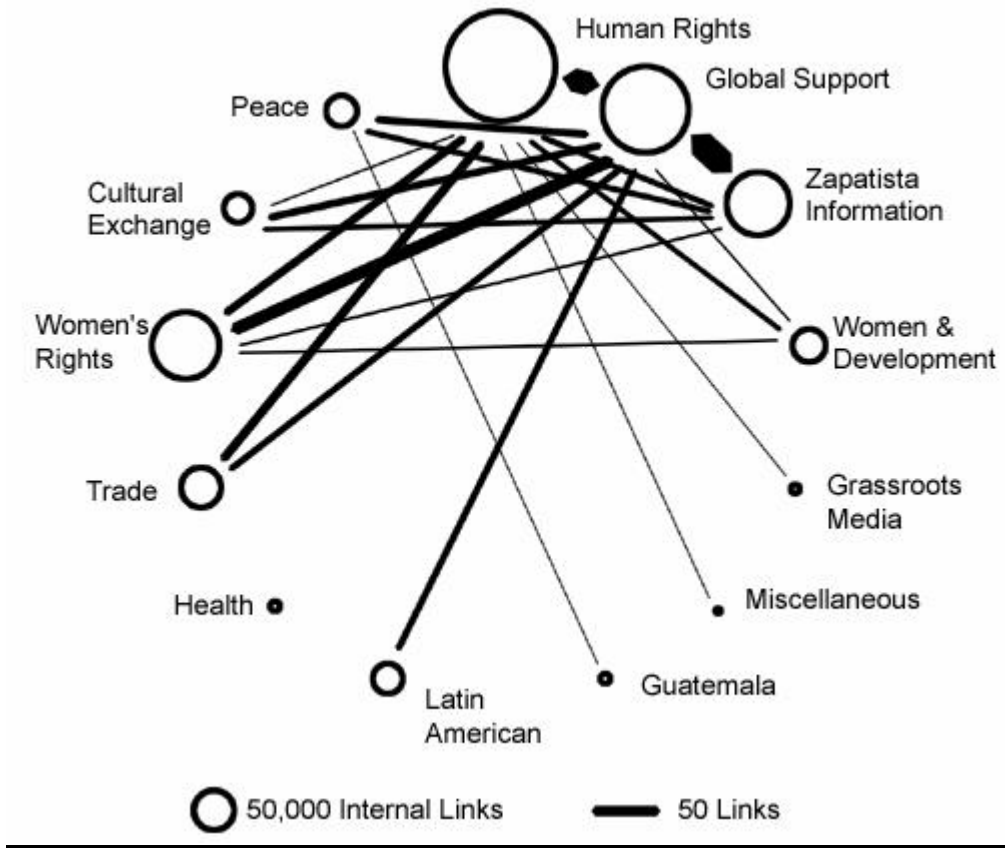 Human Rights
Global Support
Peace
Zapatista
Information
Cultural
Exchange
Women's
Rights
Women &
Development
Trade
Grassroots
Media
Health
Miscellaneous
Guatemala
Latin
American
50,000 Internal Links
50 Links